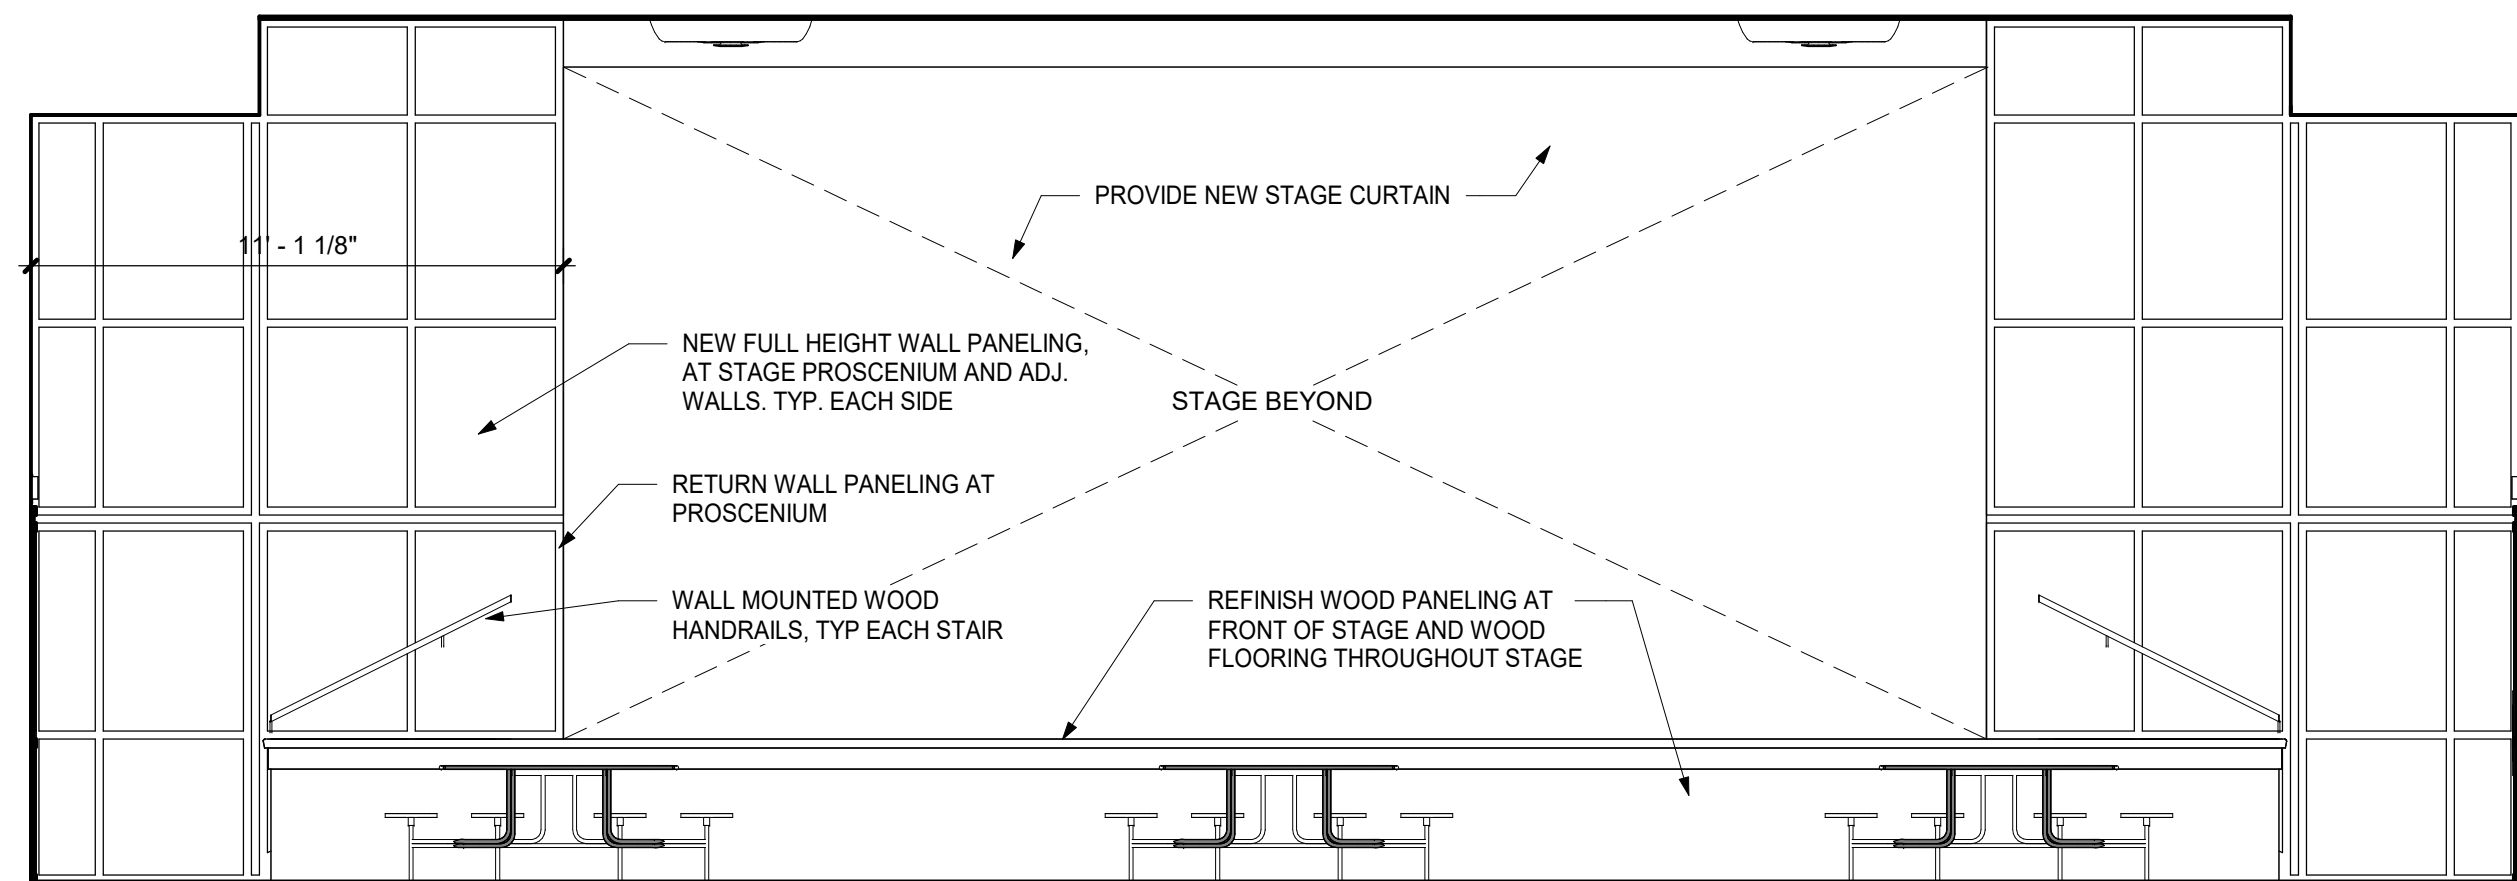 PROVIDE NEW STAGE CURTAIN
11' - 1 1/8"
NEW FULL HEIGHT WALL PANELING,
AT STAGE PROSCENIUM AND ADJ.
WALLS. TYP. EACH SIDE
STAGE BEYOND
RETURN WALL PANELING AT
PROSCENIUM
WALL MOUNTED WOOD
HANDRAILS, TYP EACH STAIR
REFINISH WOOD PANELING AT
FRONT OF STAGE AND WOOD
FLOORING THROUGHOUT STAGE